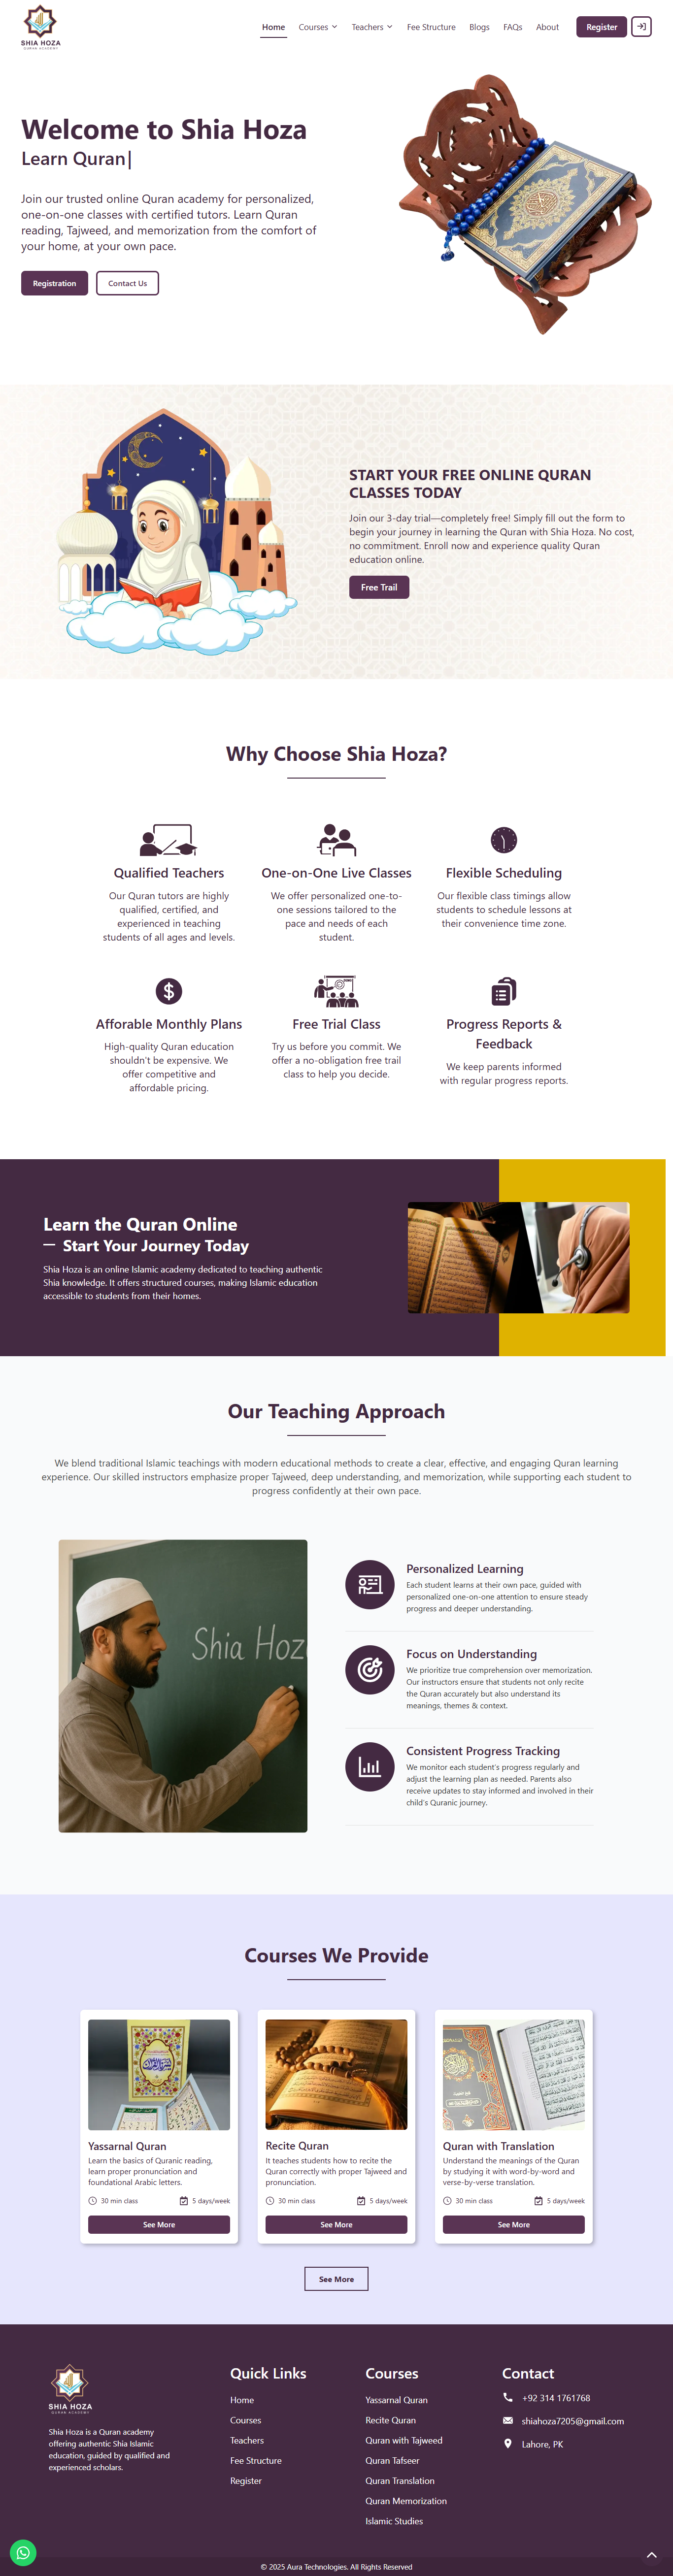 SHIA HOZA
QURAN ACADEMY
Home Courses Teachers Fee Structure Blogs FAQs About Register
Welcome to Shia Hoza
Learn Quran|
Join our trusted online Quran academy for personalized,
one-on-one classes with certified tutors. Learn Quran
reading, Tajweed, and memorization from the comfort of
your home, at your own pace.
Registration Contact Us
START YOUR FREE ONLINE QURAN
CLASSES TODAY
Join our 3-day trial—completely free! Simply fill out the form to
begin your journey in learning the Quran with Shia Hoza. No cost,
no commitment. Enroll now and experience quality Quran
education online.
Free Trail
Why Choose Shia Hoza?
Qualified Teachers
Our Quran tutors are highly
qualified, certified, and
experienced in teaching
students of all ages and levels.
One-on-One Live Classes
We offer personalized one-to-
one sessions tailored to the
pace and needs of each
student.
Flexible Scheduling
Our flexible class timings allow
students to schedule lessons at
their convenience time zone.
Afforable Monthly Plans
High-quality Quran education
shouldn't be expensive. We
offer competitive and
affordable pricing.
Free Trial Class
Try us before you commit. We
offer a no-obligation free trail
class to help you decide.
Progress Reports &
Feedback
We keep parents informed
with regular progress reports.
Learn the Quran Online
— Start Your Journey Today
Shia Hoza is an online Islamic academy dedicated to teaching authentic
Shia knowledge. It offers structured courses, making Islamic education
accessible to students from their homes.
Our Teaching Approach
We blend traditional Islamic teachings with modern educational methods to create a clear, effective, and engaging Quran learning
experience. Our skilled instructors emphasize proper Tajweed, deep understanding, and memorization, while supporting each student to
progress confidently at their own pace.
Shia Hoz
Personalized Learning
Each student learns at their own pace, guided with
personalized one-on-one attention to ensure steady
progress and deeper understanding.
Focus on Understanding
We prioritize true comprehension over memorization.
Our instructors ensure that students not only recite
the Quran accurately but also understand its
meanings, themes & context.
Consistent Progress Tracking
We monitor each student's progress regularly and
adjust the learning plan as needed. Parents also
receive updates to stay informed and involved in their
child's Quranic journey.
Courses We Provide
Yassarnal Quran
Learn the basics of Quranic reading,
learn proper pronunciation and
foundational Arabic letters.
30 min class 5 days/week
See More
Recite Quran
It teaches students how to recite the
Quran correctly with proper Tajweed and
pronunciation.
30 min class 5 days/week
See More
Quran with Translation
Understand the meanings of the Quran
by studying it with word-by-word and
verse-by-verse translation.
30 min class 5 days/week
See More
See More
SHIA HOZA
QURAN ACADEMY
Shia Hoza is a Quran academy
offering authentic Shia Islamic
education, guided by qualified and
experienced scholars.
Quick Links
Home
Courses
Teachers
Fee Structure
Register
Courses
Yassarnal Quran
Recite Quran
Quran with Tajweed
Quran Tafseer
Quran Translation
Quran Memorization
Islamic Studies
Contact
+92 314 1761768
shiahoza7205@gmail.com
Lahore, PK
© 2025 Aura Technologies. All Rights Reserved